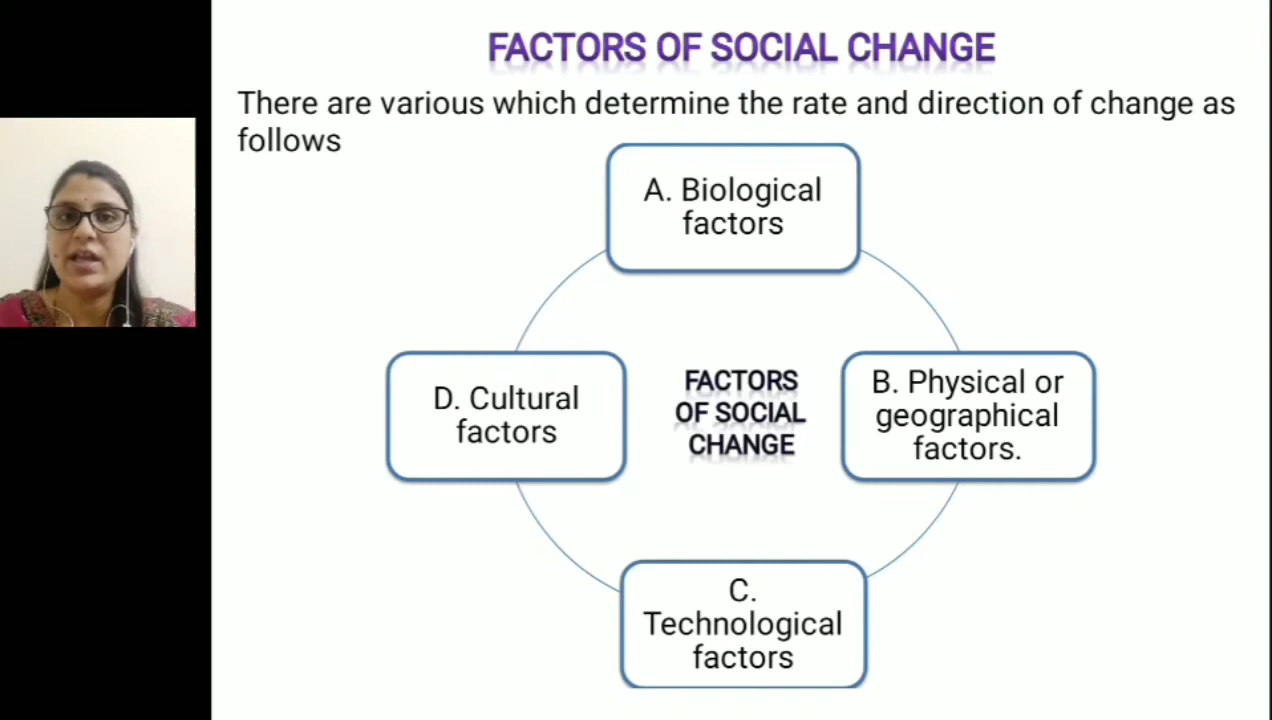 FACTORS OF SOCIAL CHANGE
There are various which determine the rate and direction of change as
follows
A. Biological
factors
D. Cultural
factors
FACTORS
OF SOCIAL
CHANGE
B. Physical or
geographical
factors.
C.
Technological
factors